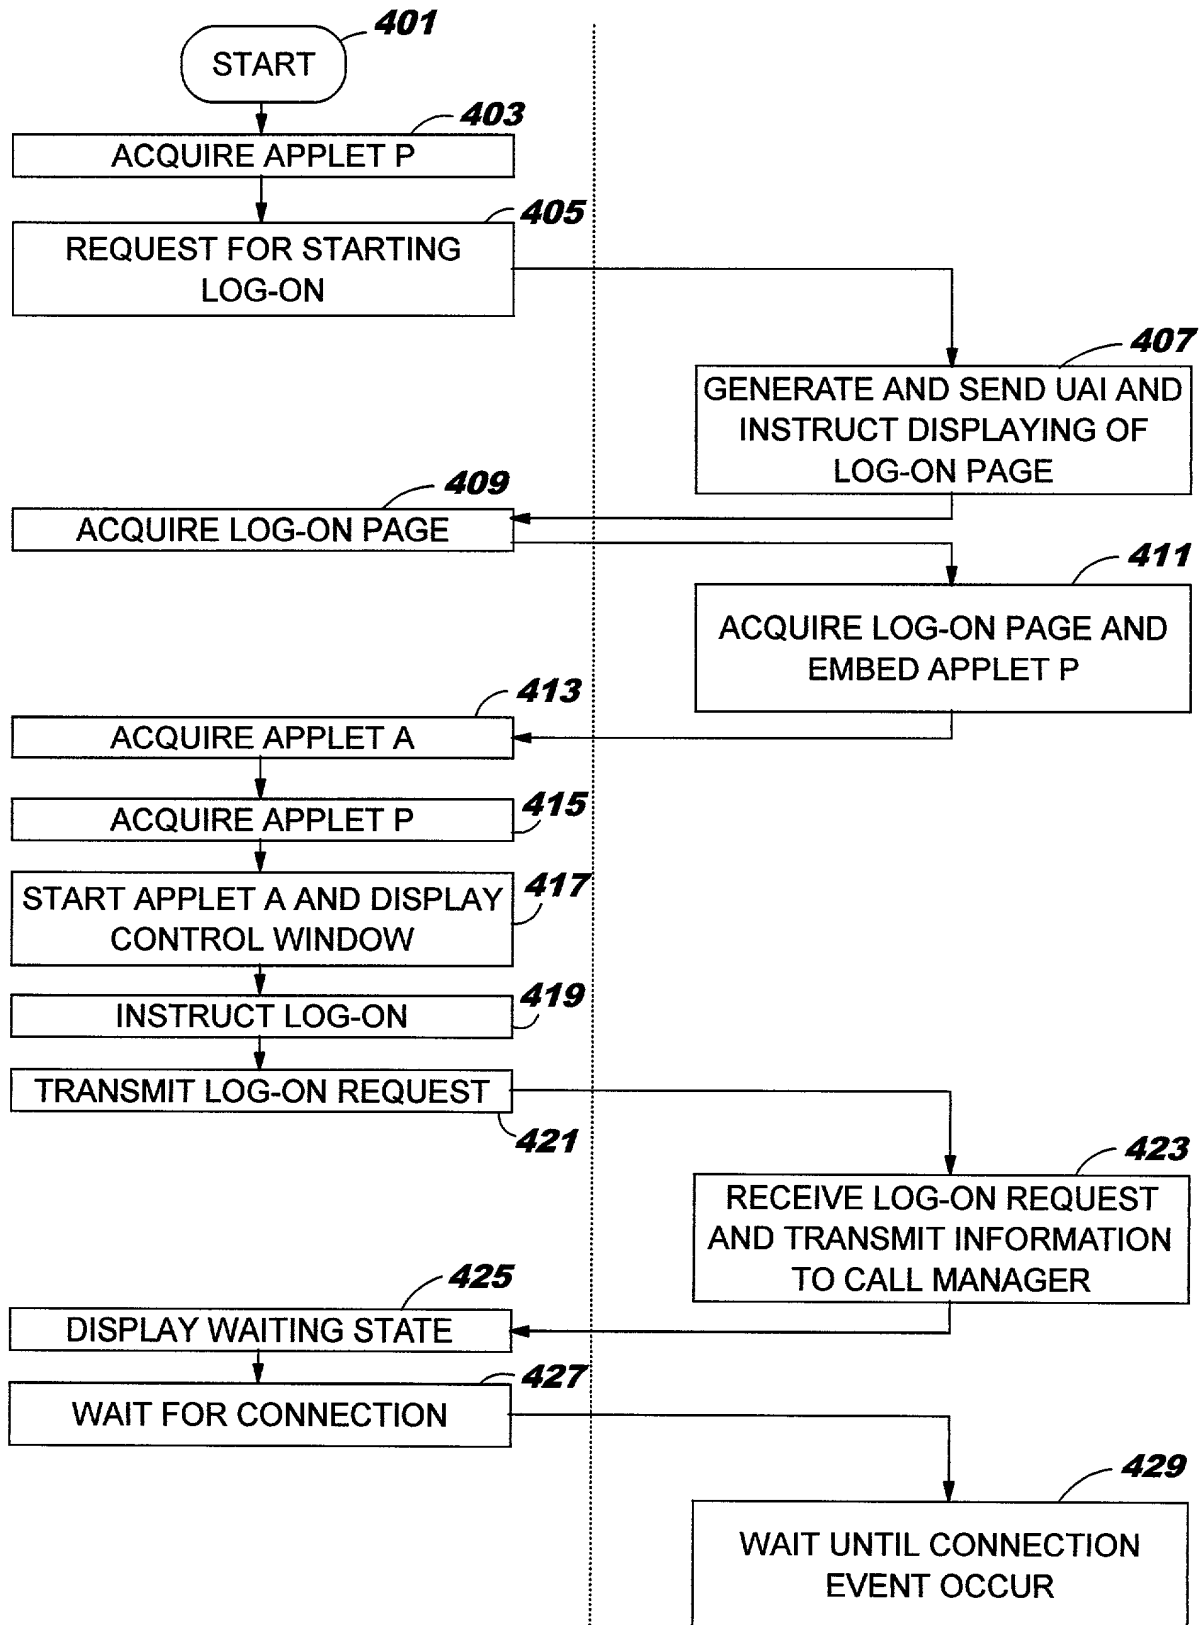 401
START
403
ACQUIRE APPLET P
405
REQUEST FOR STARTING
LOG-ON
407
GENERATE AND SEND UAI AND
INSTRUCT DISPLAYING OF
LOG-ON PAGE
409
ACQUIRE LOG-ON PAGE
411
ACQUIRE LOG-ON PAGE AND
EMBED APPLET P
413
ACQUIRE APPLET A
ACQUIRE APPLET P
415
START APPLET A AND DISPLAY
CONTROL WINDOW
417
INSTRUCT LOG-ON
419
TRANSMIT LOG-ON REQUEST
421
423
RECEIVE LOG-ON REQUEST
AND TRANSMIT INFORMATION
TO CALL MANAGER
425
DISPLAY WAITING STATE
427
WAIT FOR CONNECTION
429
WAIT UNTIL CONNECTION
EVENT OCCUR